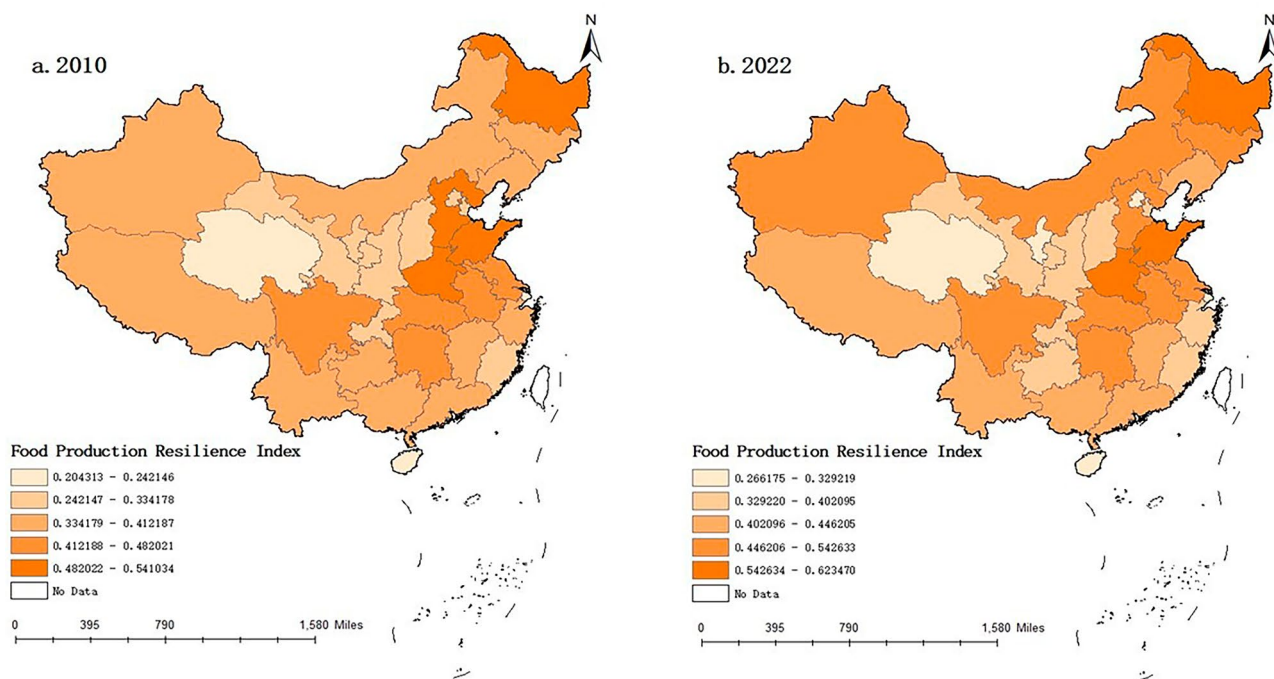 a. 2010
N
Food Production Resilience Index
0.204313 - 0.242146
0.242147 - 0.334178
0.334179 - 0.412187
0.412188 - 0.482021
0.482022 - 0.541034
No Data
0 395 790 1,580 Miles
b. 2022
N
Food Production Resilience Index
0.266175 - 0.329219
0.329220 - 0.402095
0.402096 - 0.446205
0.446206 - 0.542633
0.542634 - 0.623470
No Data
0 395 790 1,580 Miles